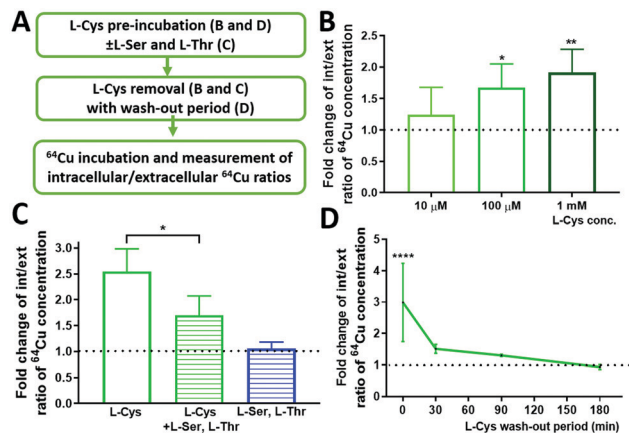 A
L-Cys pre-incubation (B and D)
±L-Ser and L-Thr (C)
L-Cys removal (B and C)
with wash-out period (D)
⁶⁴Cu incubation and measurement of
intracellular/extracellular ⁶⁴Cu ratios
B
Fold change of int/ext
ratio of ⁶⁴Cu concentration
2.5
2.0
1.5
1.0
0.5
0.0
*
**
10 µM
100 µM
1 mM
L-Cys conc.
C
Fold change of int/ext
ratio of ⁶⁴Cu concentration
3.0
2.5
2.0
1.5
1.0
0.5
0.0
*
L-Cys
L-Cys
+L-Ser, L-Thr
L-Ser, L-Thr
D
Fold change of int/ext
ratio of ⁶⁴Cu concentration
5
4
3
2
1
0
****
0 30 60 90 120 150 180
L-Cys wash-out period (min)